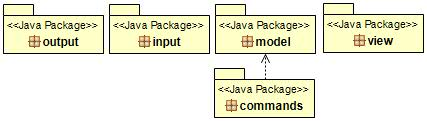 <<Java Package>> <<Java Package>> <<Java Package>> <<Java Package>>
output input model view
<<Java Package>>
commands